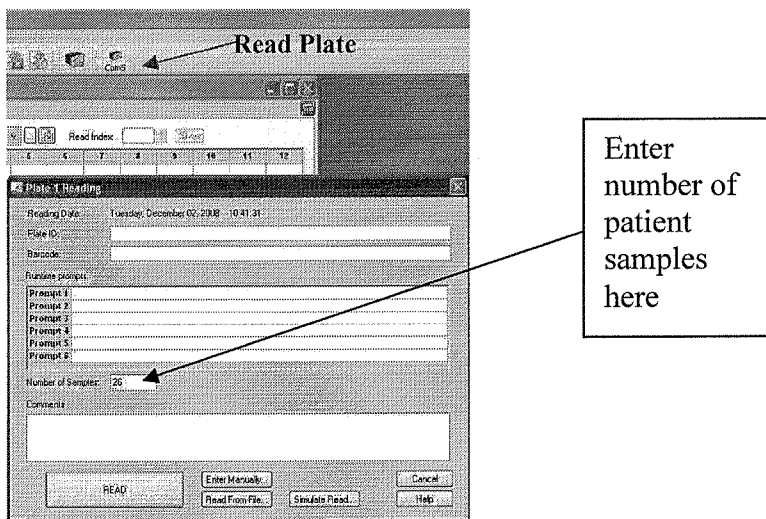 Read Plate
Com5
Read Index:
5 6 7 8 9 10 11 12
Plate 1 Reading
Reading Date: Tuesday, December 02, 2008 10:41:31
Plate ID:
Barcode:
Runtime prompts
Prompt 1
Prompt 2
Prompt 3
Prompt 4
Prompt 5
Prompt 6
Number of Samples: 26
Comments
READ
Enter Manually...
Cancel
Read From File...
Simulate Read...
Help
Enter
number of
patient
samples
here